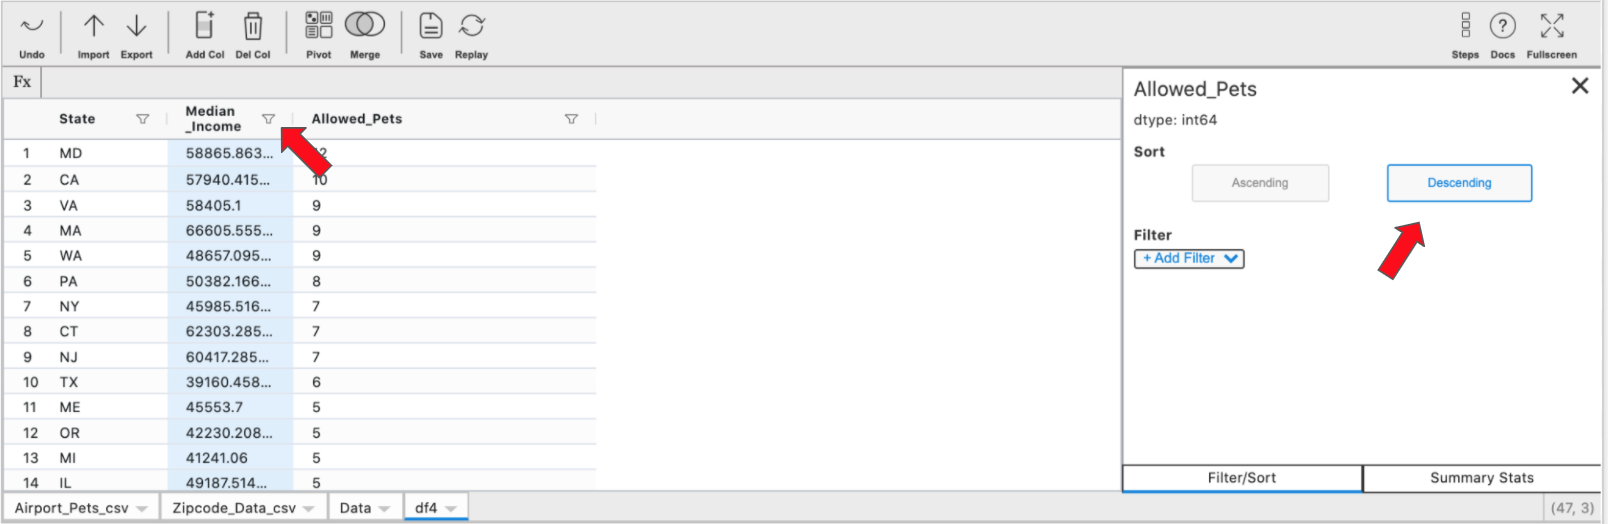 Undo Import Export Add Col Del Col Pivot Merge Save Replay Steps Docs Fullscreen
Fx
State Median_Income Allowed_Pets
1 MD 58865.863...
2 CA 57940.415... 10
3 VA 58405.1 9
4 MA 66605.555... 9
5 WA 48657.095... 9
6 PA 50382.166... 8
7 NY 45985.516... 7
8 CT 62303.285... 7
9 NJ 60417.285... 7
10 TX 39160.458... 6
11 ME 45553.7 5
12 OR 42230.208... 5
13 MI 41241.06 5
14 IL 49187.514... 5
Allowed_Pets
dtype: int64
Sort
Ascending Descending
Filter
+ Add Filter
Filter/Sort Summary Stats
Airport_Pets_csv Zipcode_Data_csv Data df4 (47, 3)